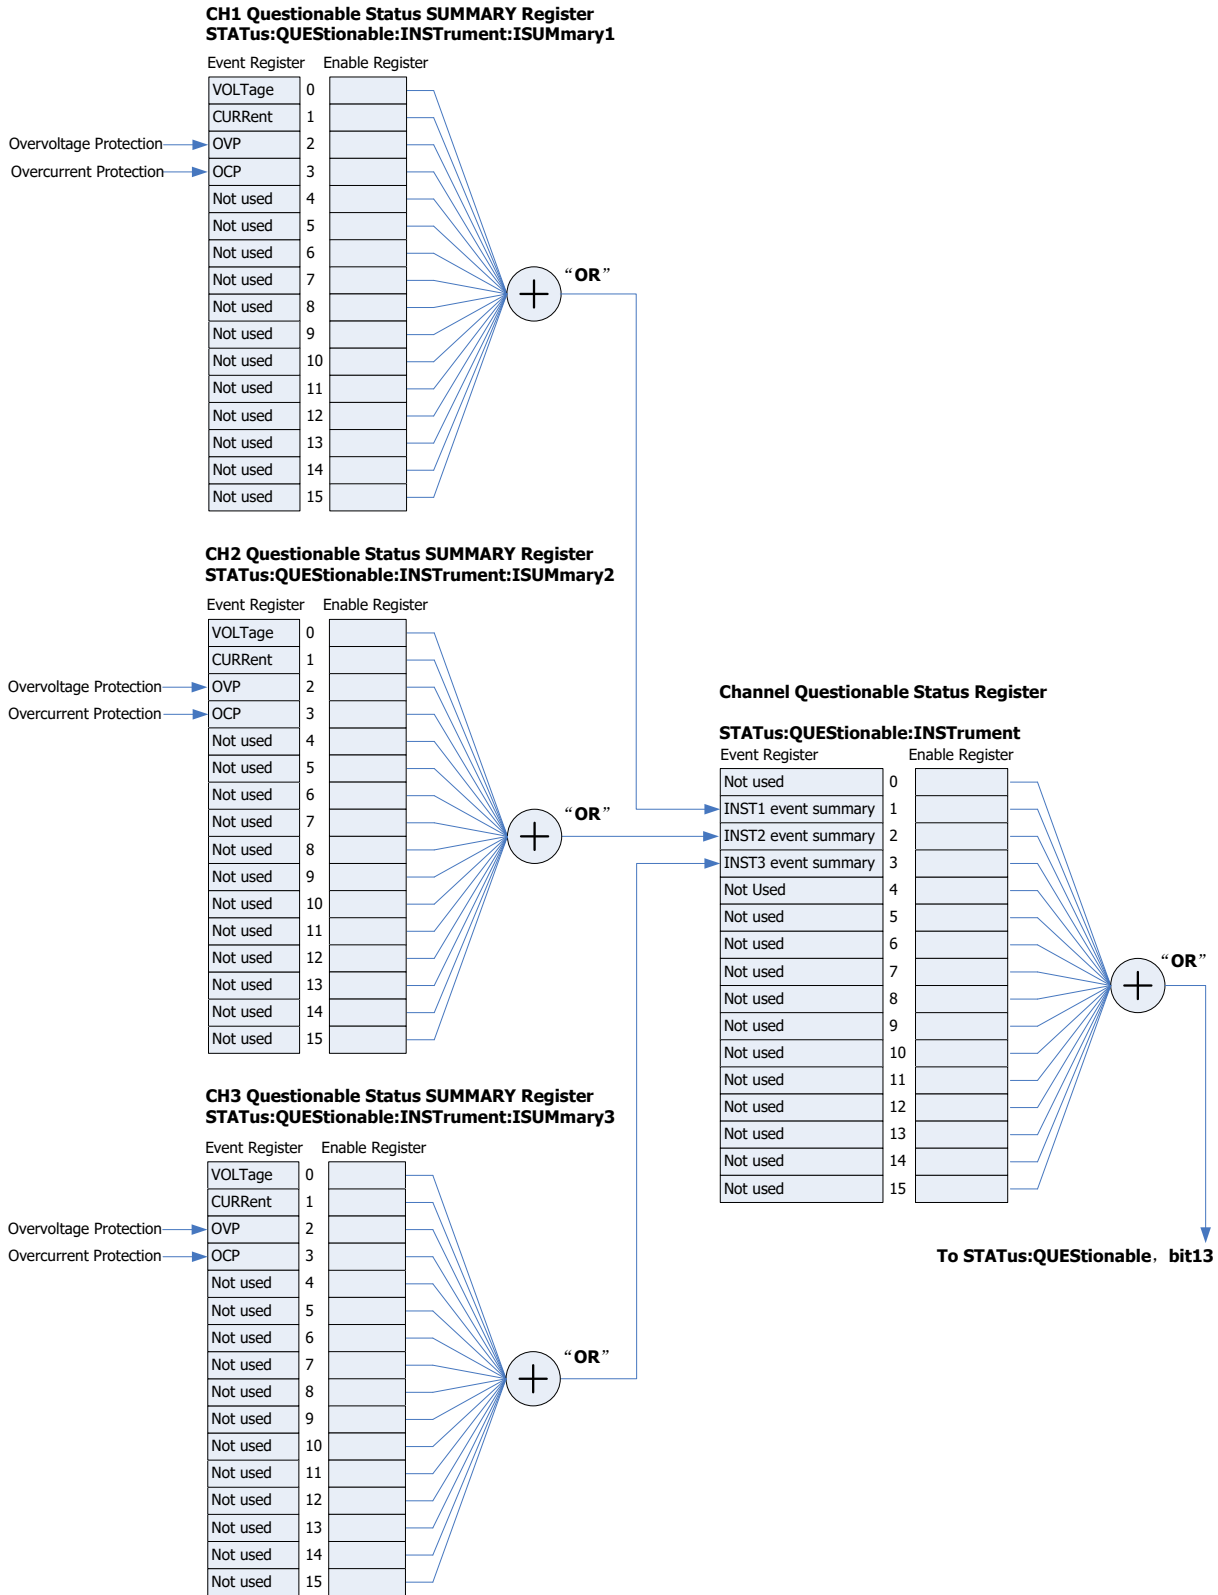 CH1 Questionable Status SUMMARY Register
STATus:QUEStionable:INSTrument:ISUMmary1
Event Register Enable Register
VOLTage 0
CURRent 1
Overvoltage Protection OVP 2
Overcurrent Protection OCP 3
Not used 4
Not used 5
Not used 6
Not used 7
Not used 8
Not used 9
Not used 10
Not used 11
Not used 12
Not used 13
Not used 14
Not used 15
“OR”
CH2 Questionable Status SUMMARY Register
STATus:QUEStionable:INSTrument:ISUMmary2
Event Register Enable Register
VOLTage 0
CURRent 1
Overvoltage Protection OVP 2
Overcurrent Protection OCP 3
Not used 4
Not used 5
Not used 6
Not used 7
Not used 8
Not used 9
Not used 10
Not used 11
Not used 12
Not used 13
Not used 14
Not used 15
“OR”
CH3 Questionable Status SUMMARY Register
STATus:QUEStionable:INSTrument:ISUMmary3
Event Register Enable Register
VOLTage 0
CURRent 1
Overvoltage Protection OVP 2
Overcurrent Protection OCP 3
Not used 4
Not used 5
Not used 6
Not used 7
Not used 8
Not used 9
Not used 10
Not used 11
Not used 12
Not used 13
Not used 14
Not used 15
“OR”
Channel Questionable Status Register
STATus:QUEStionable:INSTrument
Event Register Enable Register
Not used 0
INST1 event summary 1
INST2 event summary 2
INST3 event summary 3
Not Used 4
Not used 5
Not used 6
Not used 7
Not used 8
Not used 9
Not used 10
Not used 11
Not used 12
Not used 13
Not used 14
Not used 15
“OR”
To STATus:QUEStionable，bit13